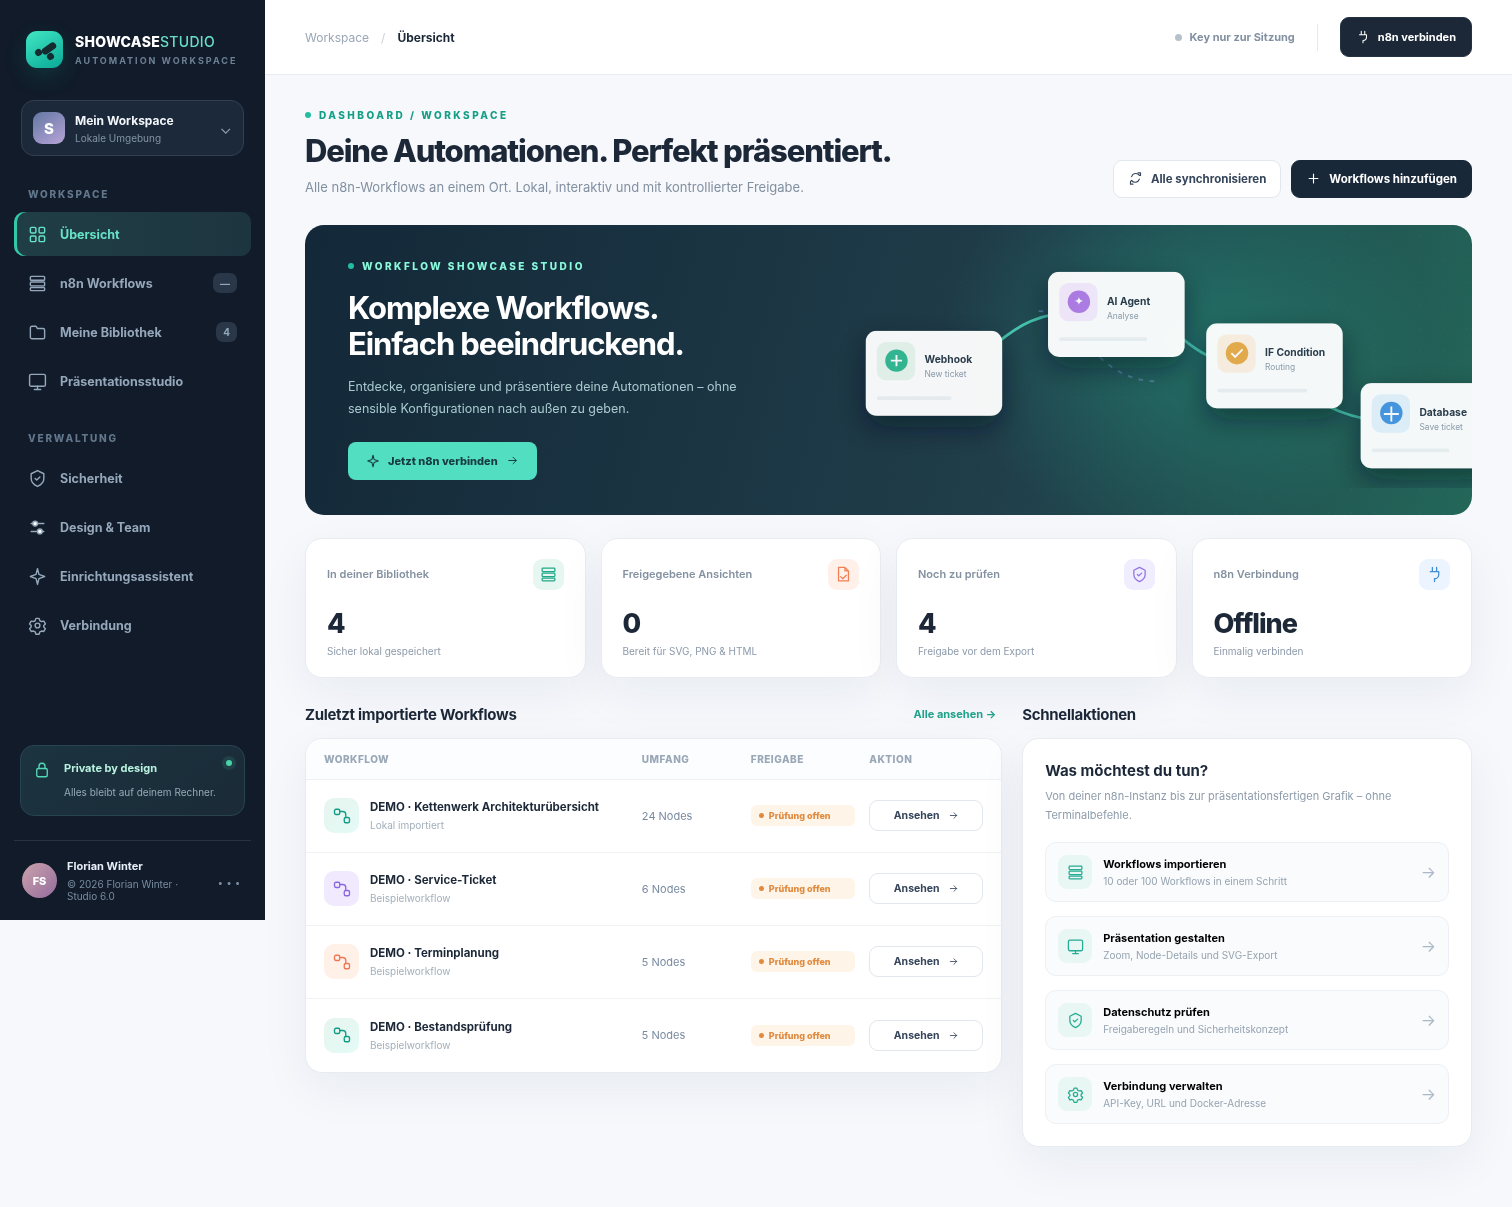 SHOWCASESTUDIO
AUTOMATION WORKSPACE
S
Mein Workspace
Lokale Umgebung
WORKSPACE
Übersicht
n8n Workflows
—
Meine Bibliothek
4
Präsentationsstudio
VERWALTUNG
Sicherheit
Design & Team
Einrichtungsassistent
Verbindung
Private by design
Alles bleibt auf deinem Rechner.
FS
Florian Winter
© 2026 Florian Winter ·
Studio 6.0
Workspace / Übersicht
Key nur zur Sitzung
n8n verbinden
DASHBOARD / WORKSPACE
Deine Automationen. Perfekt präsentiert.
Alle n8n-Workflows an einem Ort. Lokal, interaktiv und mit kontrollierter Freigabe.
Alle synchronisieren
Workflows hinzufügen
WORKFLOW SHOWCASE STUDIO
Komplexe Workflows.
Einfach beeindruckend.
Entdecke, organisiere und präsentiere deine Automationen – ohne
sensible Konfigurationen nach außen zu geben.
Jetzt n8n verbinden →
Webhook
New ticket
AI Agent
Analyse
IF Condition
Routing
Database
Save ticket
In deiner Bibliothek
4
Sicher lokal gespeichert
Freigegebene Ansichten
0
Bereit für SVG, PNG & HTML
Noch zu prüfen
4
Freigabe vor dem Export
n8n Verbindung
Offline
Einmalig verbinden
Zuletzt importierte Workflows
Alle ansehen →
WORKFLOW UMFANG FREIGABE AKTION
DEMO · Kettenwerk Architekturübersicht
Lokal importiert
24 Nodes
Prüfung offen
Ansehen →
DEMO · Service-Ticket
Beispielworkflow
6 Nodes
Prüfung offen
Ansehen →
DEMO · Terminplanung
Beispielworkflow
5 Nodes
Prüfung offen
Ansehen →
DEMO · Bestandsprüfung
Beispielworkflow
5 Nodes
Prüfung offen
Ansehen →
Schnellaktionen
Was möchtest du tun?
Von deiner n8n-Instanz bis zur präsentationsfertigen Grafik – ohne
Terminalbefehle.
Workflows importieren
10 oder 100 Workflows in einem Schritt
Präsentation gestalten
Zoom, Node-Details und SVG-Export
Datenschutz prüfen
Freigaberegeln und Sicherheitskonzept
Verbindung verwalten
API-Key, URL und Docker-Adresse